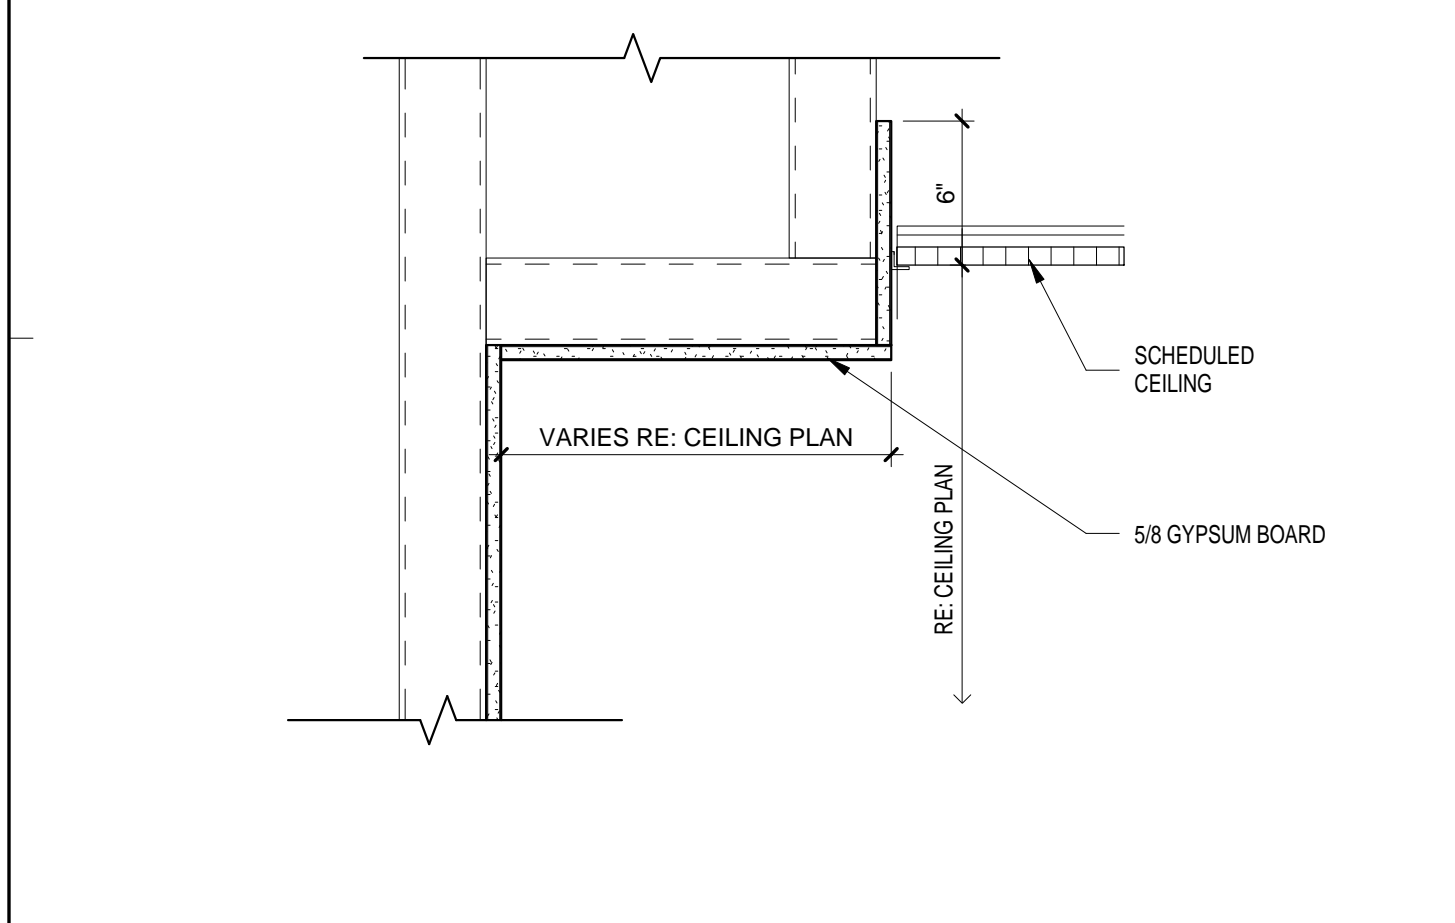 6"
SCHEDULED
CEILING
VARIES RE: CEILING PLAN
RE: CEILING PLAN
5/8 GYPSUM BOARD